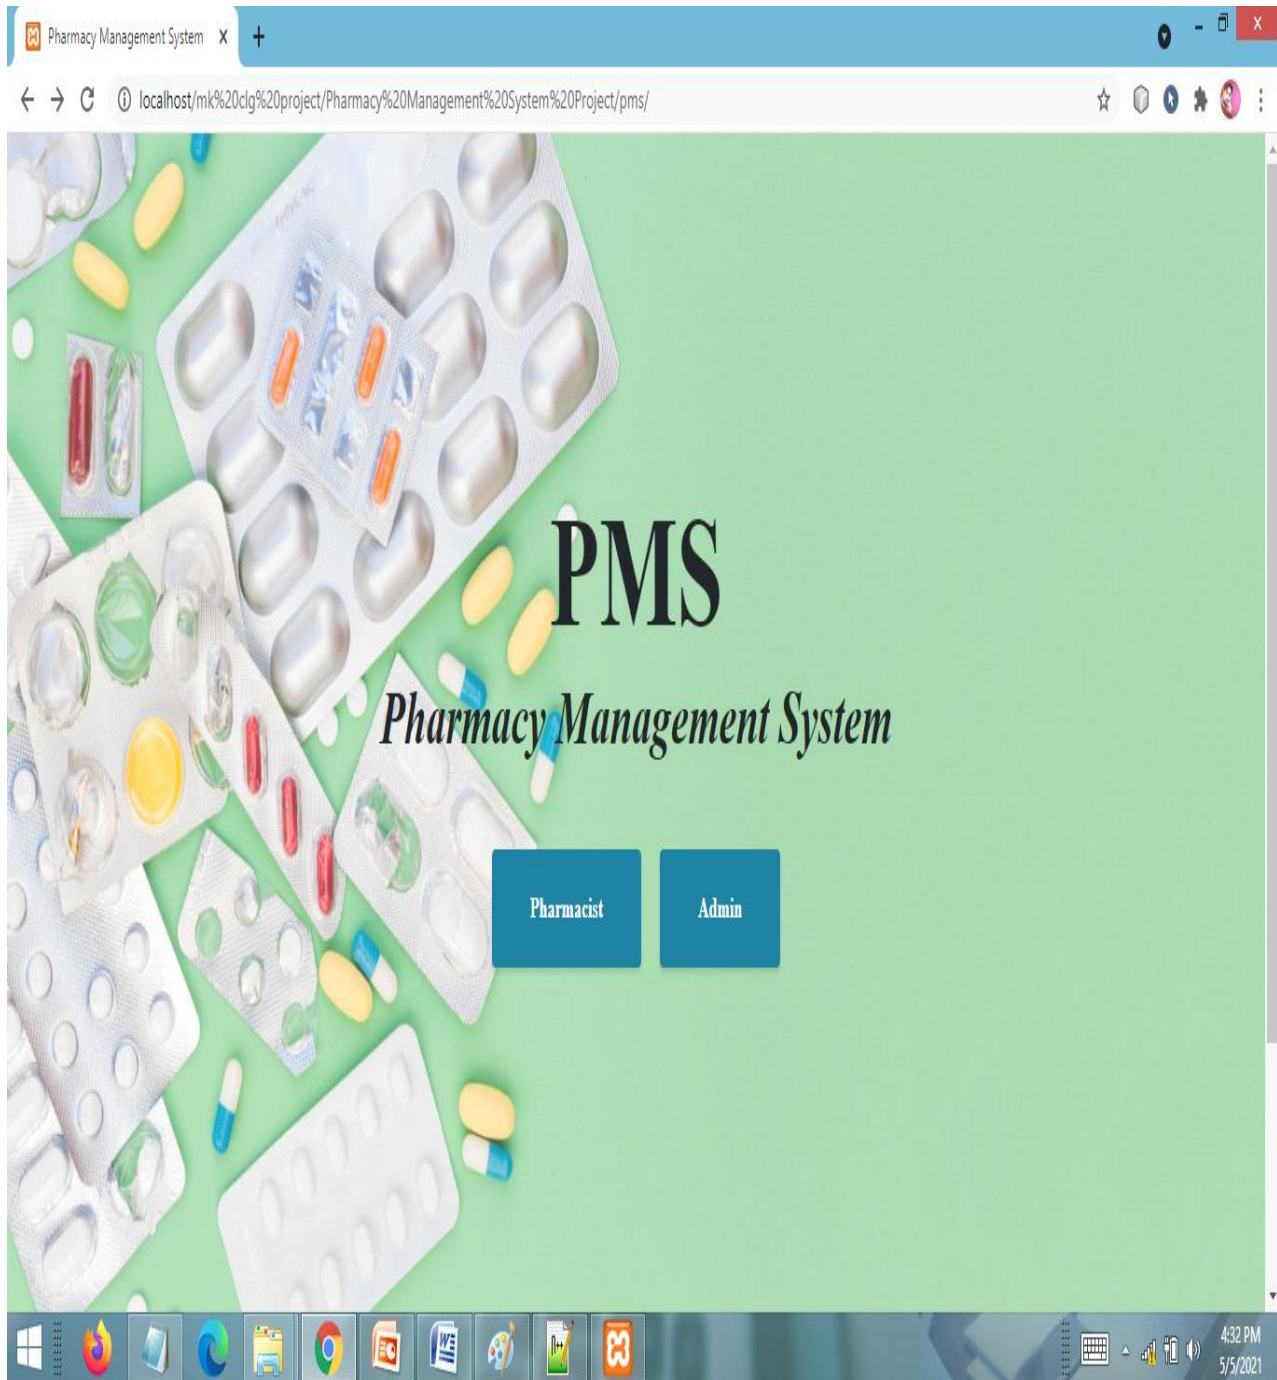 Pharmacy Management System
localhost/mk%20clg%20project/Pharmacy%20Management%20System%20Project/pms/
PMS
Pharmacy Management System
Pharmacist Admin
4:32 PM
5/5/2021